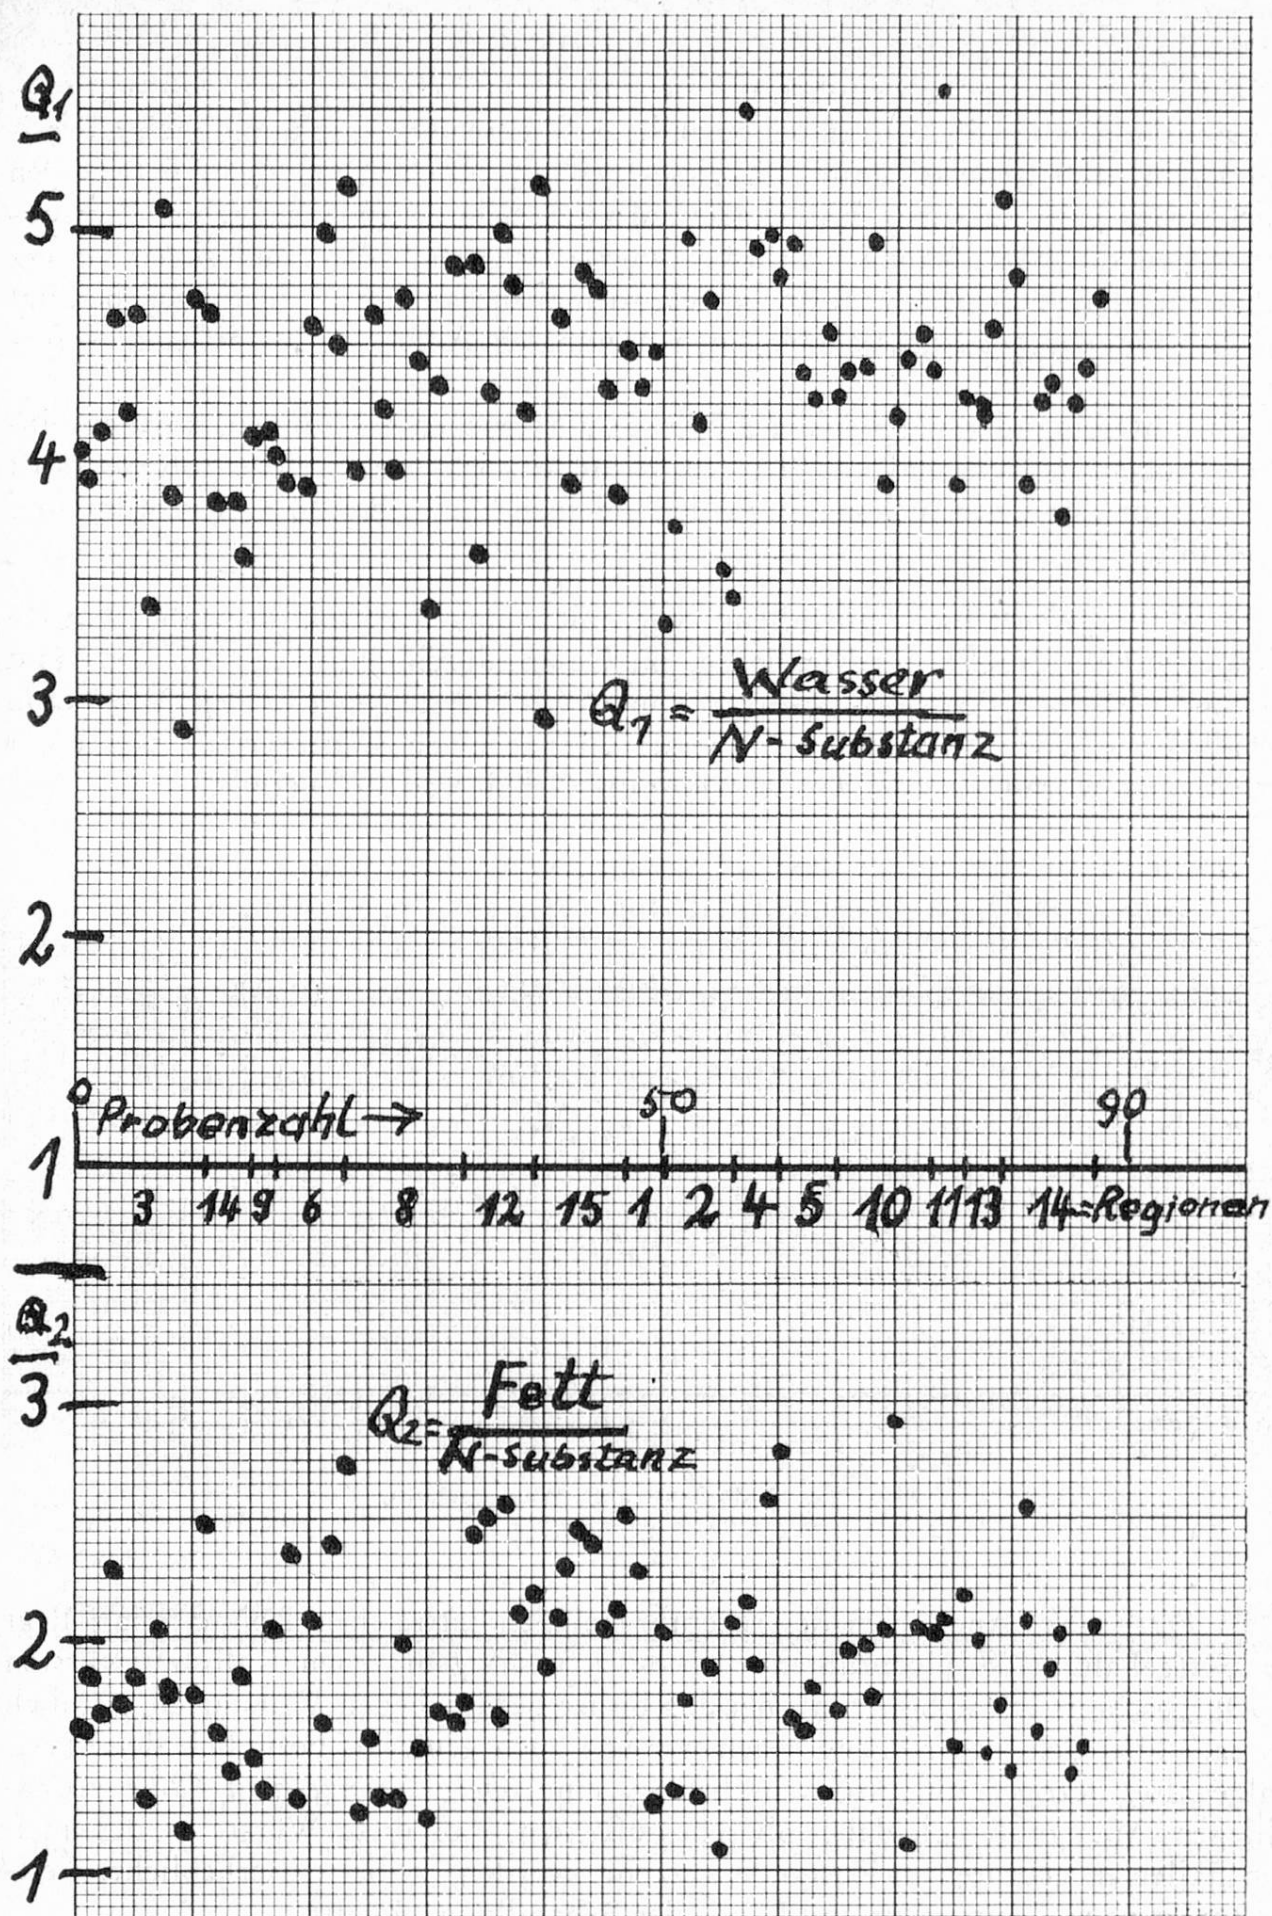 Q1
5
4
3
Q1 = Wasser
N-Substanz
2
0 Probenzahl → 50 90
1
3 14 9 6 8 12 15 1 2 4 5 10 11 13 14=Regionen
Q2
3
Q2= Fett
N-Substanz
2
1